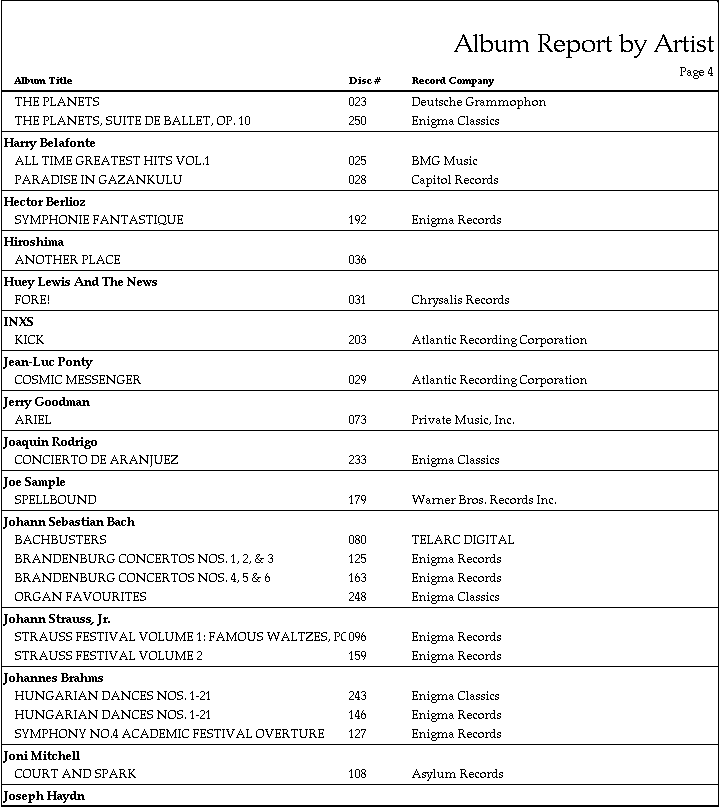 Album Report by Artist
Page 4
Album Title Disc # Record Company
THE PLANETS 023 Deutsche Grammophon
THE PLANETS, SUITE DE BALLET, OP. 10 250 Enigma Classics
Harry Belafonte
ALL TIME GREATEST HITS VOL.1 025 BMG Music
PARADISE IN GAZANKULU 028 Capitol Records
Hector Berlioz
SYMPHONIE FANTASTIQUE 192 Enigma Records
Hiroshima
ANOTHER PLACE 036
Huey Lewis And The News
FORE! 031 Chrysalis Records
INXS
KICK 203 Atlantic Recording Corporation
Jean-Luc Ponty
COSMIC MESSENGER 029 Atlantic Recording Corporation
Jerry Goodman
ARIEL 073 Private Music, Inc.
Joaquin Rodrigo
CONCIERTO DE ARANJUEZ 233 Enigma Classics
Joe Sample
SPELLBOUND 179 Warner Bros. Records Inc.
Johann Sebastian Bach
BACHBUSTERS 080 TELARC DIGITAL
BRANDENBURG CONCERTOS NOS. 1, 2, & 3 125 Enigma Records
BRANDENBURG CONCERTOS NOS. 4, 5 & 6 163 Enigma Records
ORGAN FAVOURITES 248 Enigma Classics
Johann Strauss, Jr.
STRAUSS FESTIVAL VOLUME 1: FAMOUS WALTZES, PO 096 Enigma Records
STRAUSS FESTIVAL VOLUME 2 159 Enigma Records
Johannes Brahms
HUNGARIAN DANCES NOS. 1-21 243 Enigma Classics
HUNGARIAN DANCES NOS. 1-21 146 Enigma Records
SYMPHONY NO.4 ACADEMIC FESTIVAL OVERTURE 127 Enigma Records
Joni Mitchell
COURT AND SPARK 108 Asylum Records
Joseph Haydn